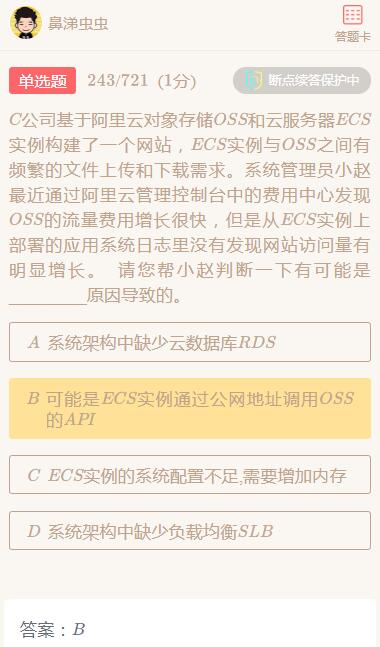 鼻涕虫虫
答题卡
单选题 243/721 (1分) 断点续答保护中
C公司基于阿里云对象存储OSS和云服务器ECS
实例构建了一个网站，ECS实例与OSS之间有
频繁的文件上传和下载需求。系统管理员小赵
最近通过阿里云管理控制台中的费用中心发现
OSS的流量费用增长很快，但是从ECS实例上
部署的应用系统日志里没有发现网站访问量有
明显增长。 请您帮小赵判断一下有可能是
________原因导致的。
A 系统架构中缺少云数据库RDS
B 可能是ECS实例通过公网地址调用OSS
的API
C ECS实例的系统配置不足,需要增加内存
D 系统架构中缺少负载均衡SLB
答案：B